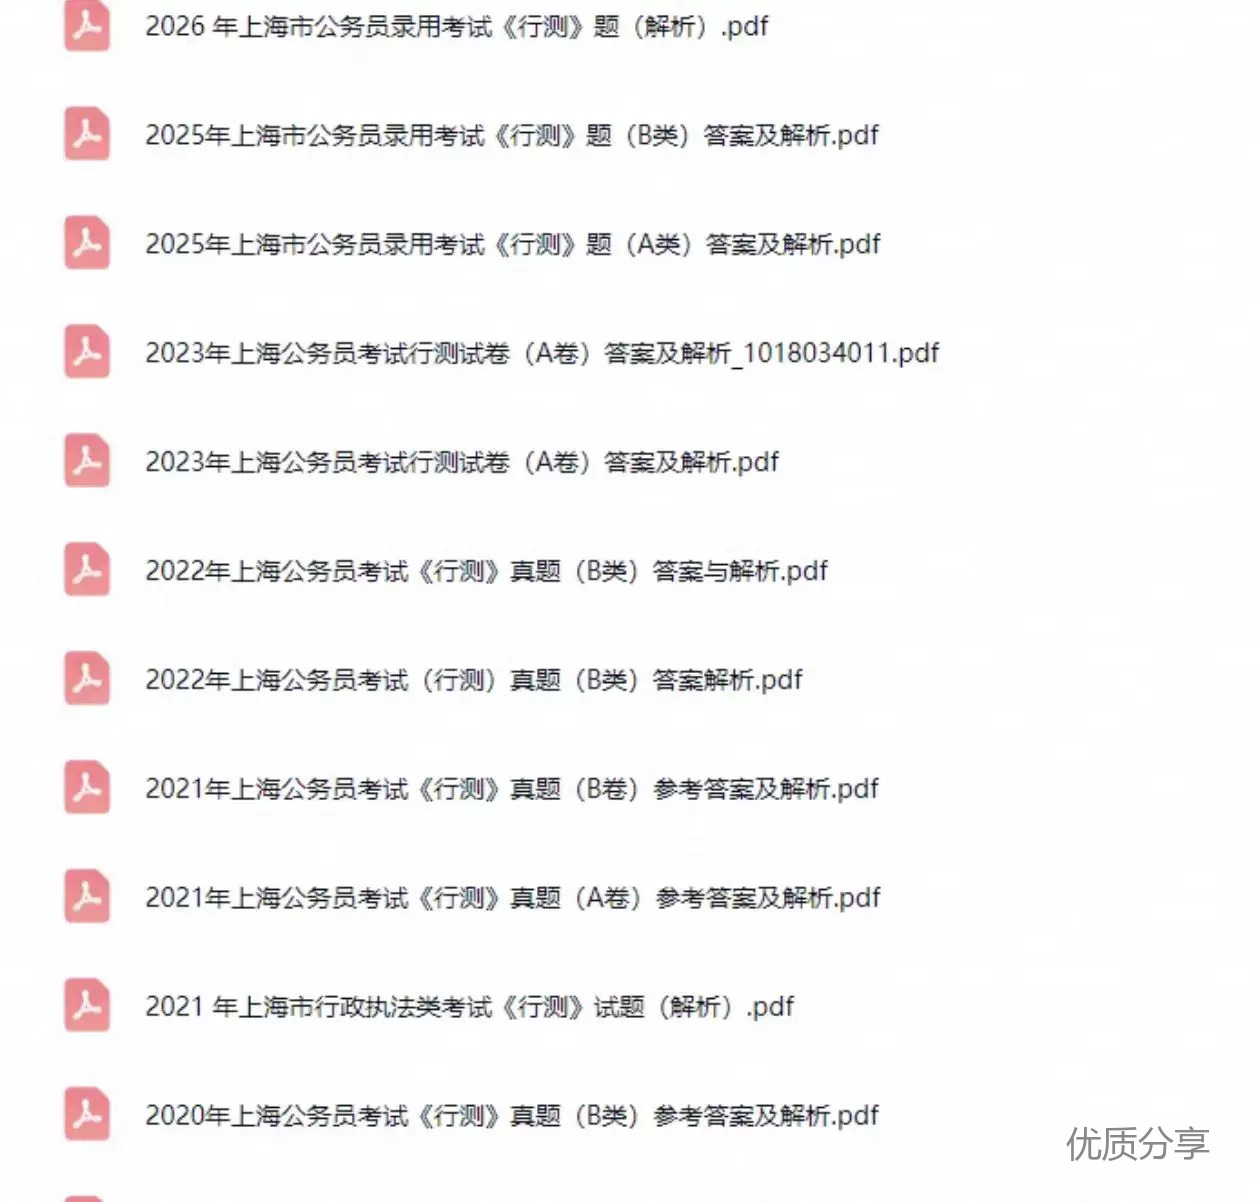 2026 年上海市公务员录用考试《行测》题（解析）.pdf
2025年上海市公务员录用考试《行测》题（B类）答案及解析.pdf
2025年上海市公务员录用考试《行测》题（A类）答案及解析.pdf
2023年上海公务员考试行测试卷（A卷）答案及解析_1018034011.pdf
2023年上海公务员考试行测试卷（A卷）答案及解析.pdf
2022年上海公务员考试《行测》真题（B类）答案与解析.pdf
2022年上海公务员考试（行测）真题（B类）答案解析.pdf
2021年上海公务员考试《行测》真题（B卷）参考答案及解析.pdf
2021年上海公务员考试《行测》真题（A卷）参考答案及解析.pdf
2021 年上海市行政执法类考试《行测》试题（解析）.pdf
2020年上海公务员考试《行测》真题（B类）参考答案及解析.pdf
优质分享